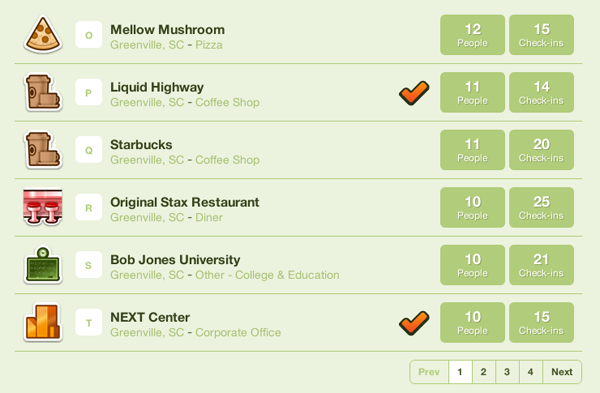 O
Mellow Mushroom
Greenville, SC - Pizza
12
People
15
Check-ins
P
Liquid Highway
Greenville, SC - Coffee Shop
11
People
14
Check-ins
Q
Starbucks
Greenville, SC - Coffee Shop
11
People
20
Check-ins
R
Original Stax Restaurant
Greenville, SC - Diner
10
People
25
Check-ins
S
Bob Jones University
Greenville, SC - Other - College & Education
10
People
21
Check-ins
T
NEXT Center
Greenville, SC - Corporate Office
10
People
15
Check-ins
Prev 1 2 3 4 Next